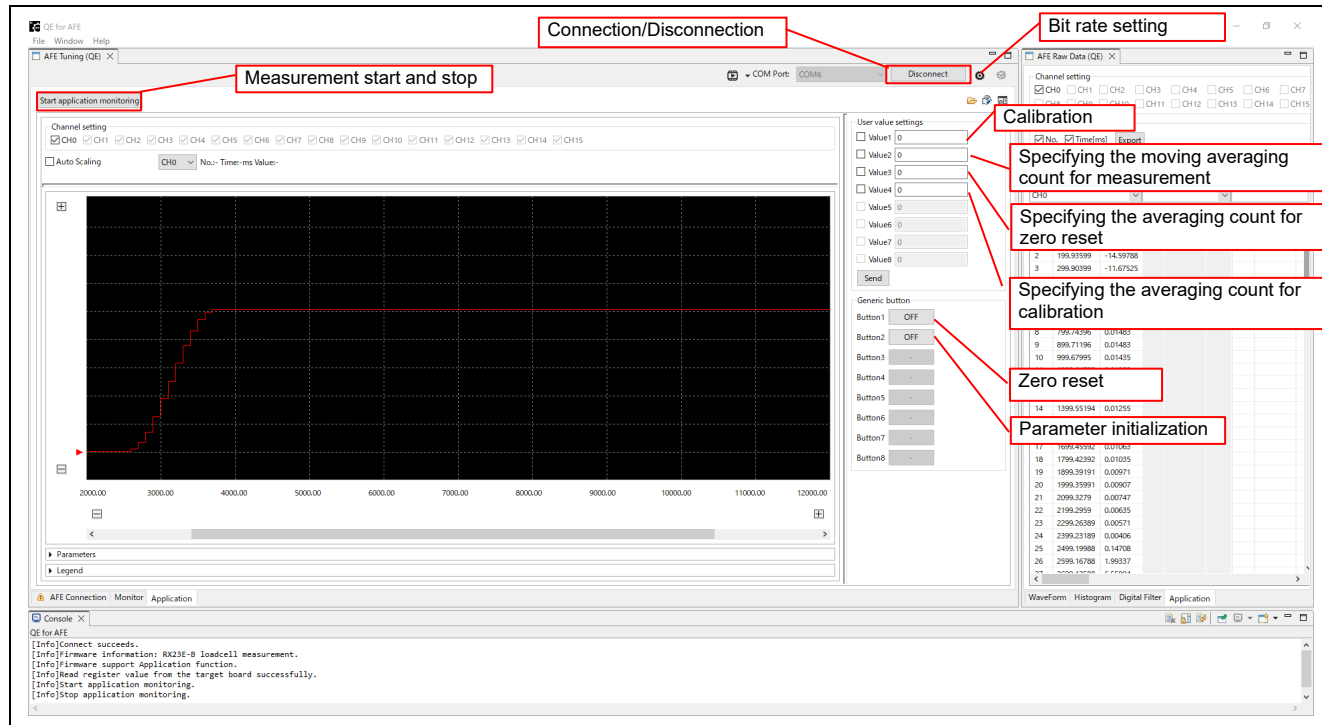 QE for AFE
File Window Help
Connection/Disconnection
Bit rate setting
AFE Tuning (QE)
AFE Raw Data (QE)
Measurement start and stop
COM Port: COM6
Disconnect
Start application monitoring
Channel setting
CH0 CH1 CH2 CH3 CH4 CH5 CH6 CH7 CH8 CH9 CH10 CH11 CH12 CH13 CH14 CH15
Auto Scaling
CH0
No.:- Time:-ms Value:-
2000.00 3000.00 4000.00 5000.00 6000.00 7000.00 8000.00 9000.00 10000.00 11000.00 12000.00
Parameters
Legend
AFE Connection Monitor Application
User value settings
Value1 0
Value2 0
Value3 0
Value4 0
Value5 0
Value6 0
Value7 0
Value8 0
Send
Generic button
Button1 OFF
Button2 OFF
Button3 -
Button4 -
Button5 -
Button6 -
Button7 -
Button8 -
Calibration
Specifying the moving averaging
count for measurement
Specifying the averaging count for
zero reset
Specifying the averaging count for
calibration
Zero reset
Parameter initialization
Channel setting
CH0 CH1 CH2 CH3 CH4 CH5 CH6 CH7
CH11 CH12 CH13 CH14 CH15
No. Time[ms] Export
CH0
2 199.93599 -14.59788
3 299.90399 -11.67525
8 799.74396 0.01483
9 899.71196 0.01483
10 999.67995 0.01435
14 1399.55194 0.01255
17 1699.45592 0.01063
18 1799.42392 0.01035
19 1899.39191 0.00971
20 1999.35991 0.00907
21 2099.3279 0.00747
22 2199.2959 0.00635
23 2299.26389 0.00571
24 2399.23189 0.00406
25 2499.19988 0.14708
26 2599.16788 1.99337
WaveForm Histogram Digital Filter Application
Console
QE for AFE
[Info]Connect succeeds.
[Info]Firmware information: RX23E-B loadcell measurement.
[Info]Firmware support Application function.
[Info]Read register value from the target board successfully.
[Info]Start application monitoring.
[Info]Stop application monitoring.